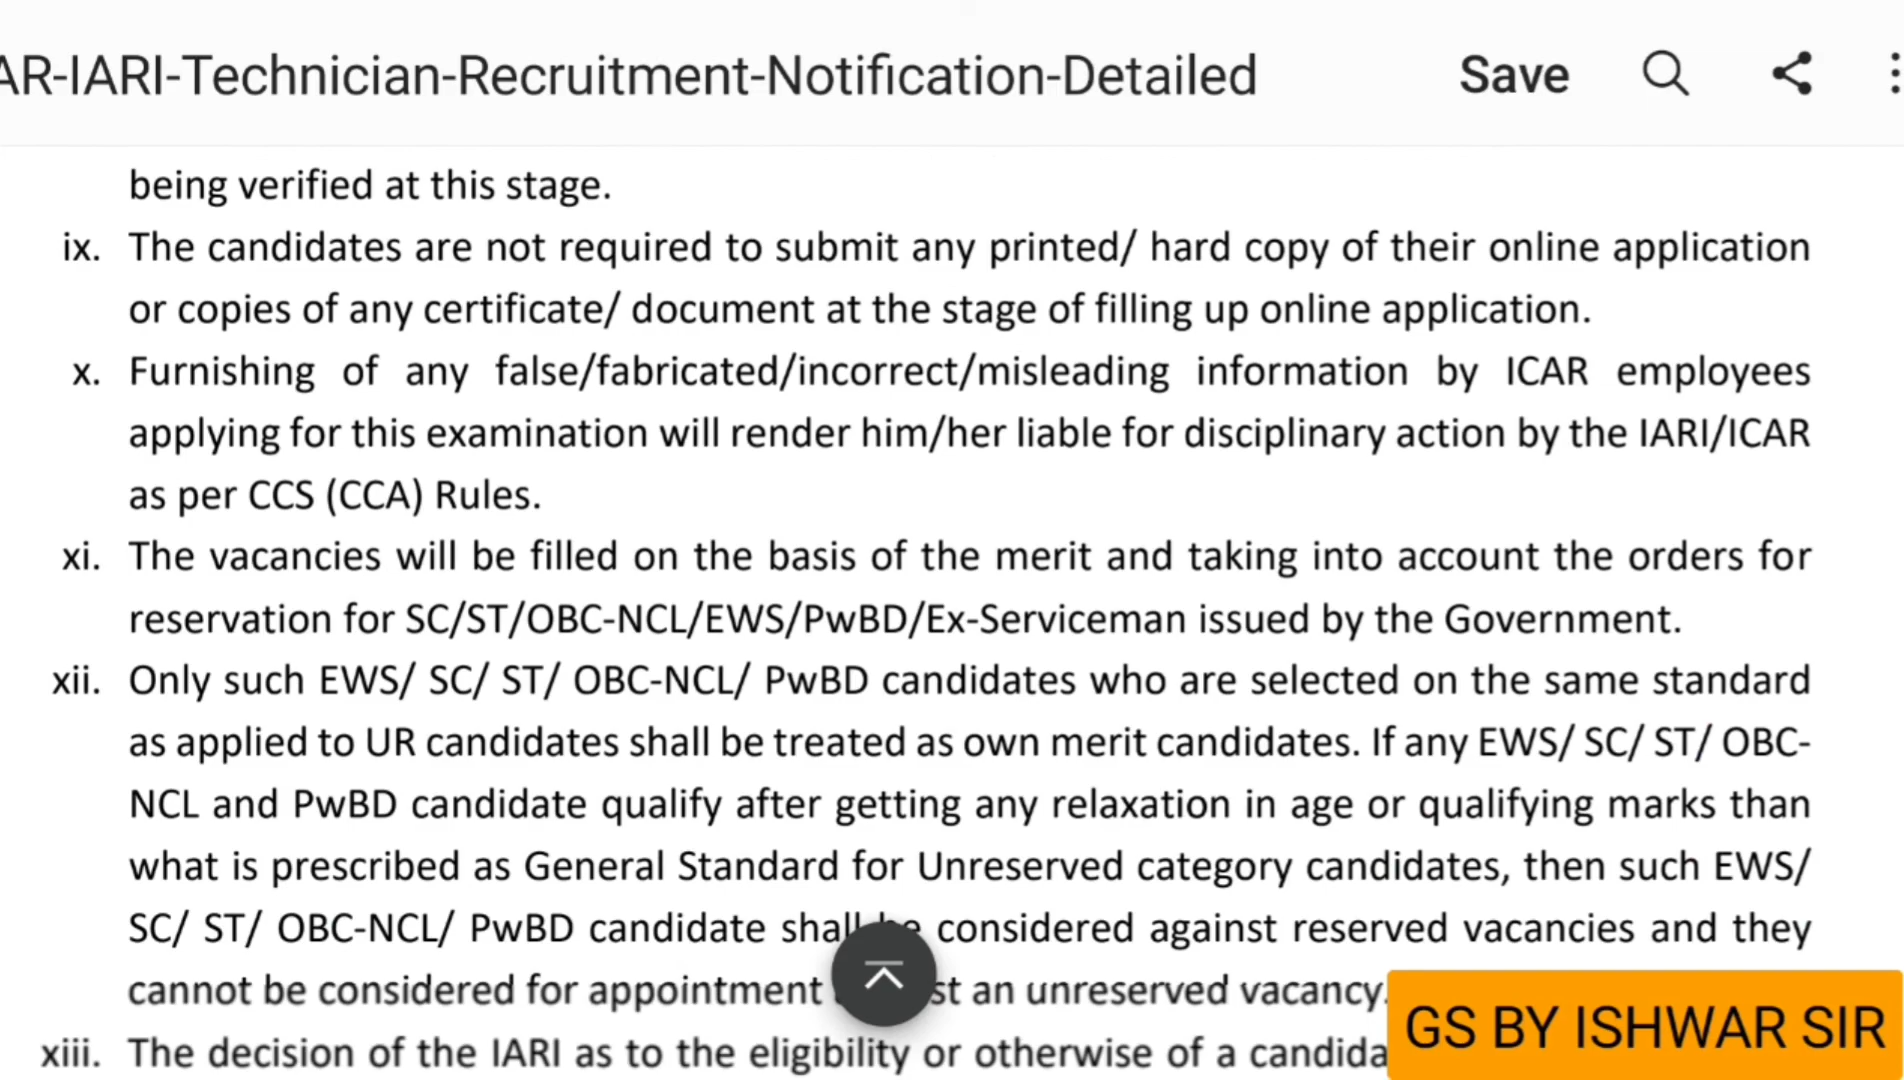 AR-IARI-Technician-Recruitment-Notification-Detailed Save
being verified at this stage.
ix. The candidates are not required to submit any printed/ hard copy of their online application
or copies of any certificate/ document at the stage of filling up online application.
x. Furnishing of any false/fabricated/incorrect/misleading information by ICAR employees
applying for this examination will render him/her liable for disciplinary action by the IARI/ICAR
as per CCS (CCA) Rules.
xi. The vacancies will be filled on the basis of the merit and taking into account the orders for
reservation for SC/ST/OBC-NCL/EWS/PwBD/Ex-Serviceman issued by the Government.
xii. Only such EWS/ SC/ ST/ OBC-NCL/ PwBD candidates who are selected on the same standard
as applied to UR candidates shall be treated as own merit candidates. If any EWS/ SC/ ST/ OBC-
NCL and PwBD candidate qualify after getting any relaxation in age or qualifying marks than
what is prescribed as General Standard for Unreserved category candidates, then such EWS/
SC/ ST/ OBC-NCL/ PwBD candidate shall be considered against reserved vacancies and they
cannot be considered for appointment st an unreserved vacancy.
xiii. The decision of the IARI as to the eligibility or otherwise of a candida
GS BY ISHWAR SIR